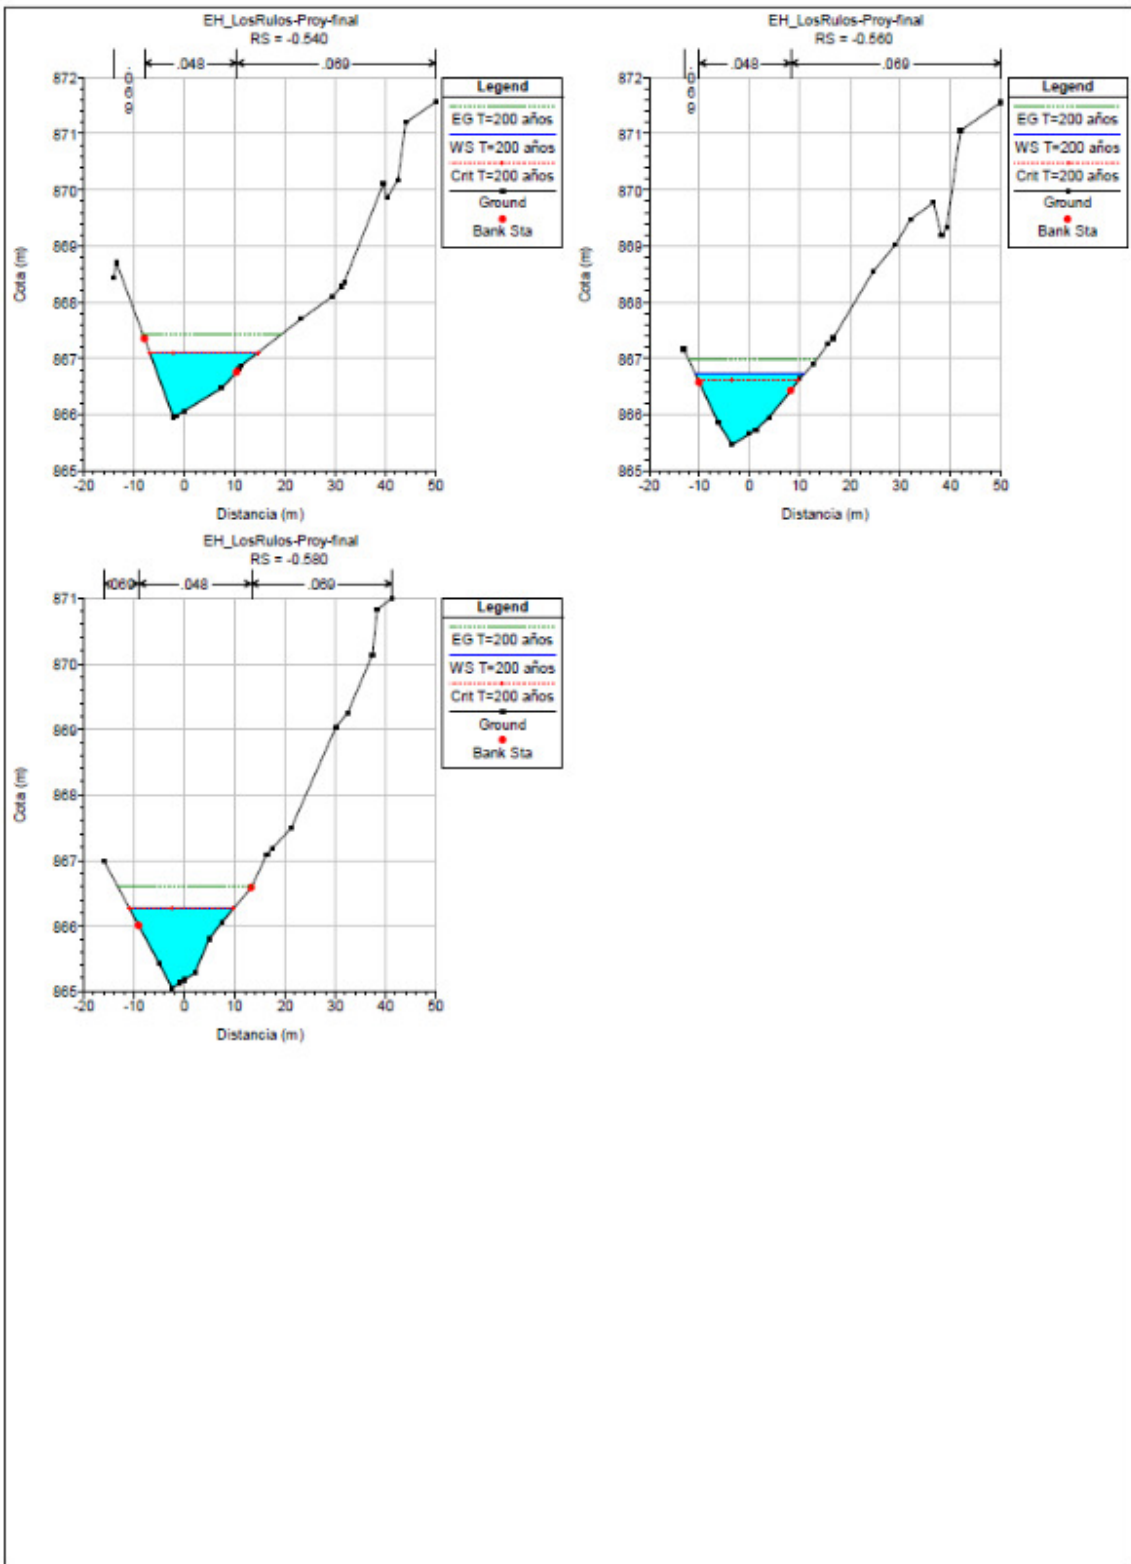 EH_LosRulos-Proy-final
RS = -0.540
.069
.048
.069
872
871
870
869
868
867
866
865
Cota (m)
-20
-10
0
10
20
30
40
50
Distancia (m)
Legend
EG T=200 años
WS T=200 años
Crit T=200 años
Ground
Bank Sta
EH_LosRulos-Proy-final
RS = -0.560
.069
.048
.069
872
871
870
869
868
867
866
865
Cota (m)
-20
-10
0
10
20
30
40
50
Distancia (m)
Legend
EG T=200 años
WS T=200 años
Crit T=200 años
Ground
Bank Sta
EH_LosRulos-Proy-final
RS = -0.580
.069
.048
.069
871
870
869
868
867
866
865
Cota (m)
-20
-10
0
10
20
30
40
50
Distancia (m)
Legend
EG T=200 años
WS T=200 años
Crit T=200 años
Ground
Bank Sta